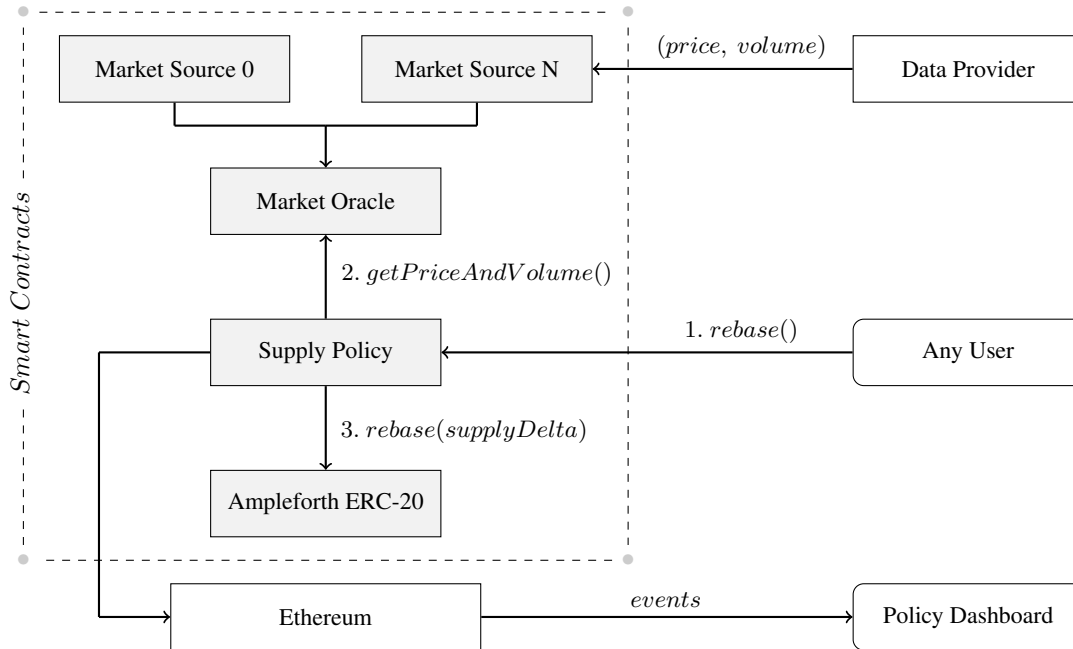 (price, volume)
Market Source 0
Market Source N
Data Provider
Market Oracle
Smart Contracts
2. getPriceAndVolume()
1. rebase()
Supply Policy
Any User
3. rebase(supplyDelta)
Ampleforth ERC-20
events
Ethereum
Policy Dashboard